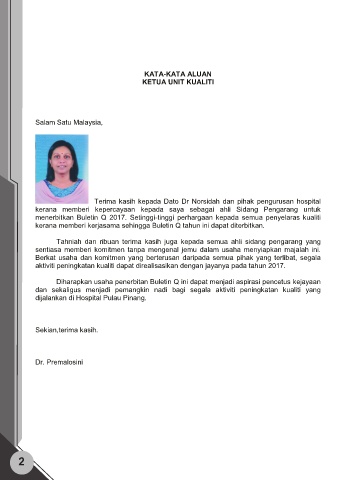 KATA-KATA ALUAN
KETUA UNIT KUALITI
Salam Satu Malaysia,
Terima kasih kepada Dato Dr Norsidah dan pihak pengurusan hospital
kerana memberi kepercayaan kepada saya sebagai ahli Sidang Pengarang untuk
menerbitkan Buletin Q 2017. Setinggi-tinggi perhargaan kepada semua penyelaras kualiti
kerana memberi kerjasama sehingga Buletin Q tahun ini dapat diterbitkan.
Tahniah dan ribuan terima kasih juga kepada semua ahli sidang pengarang yang
sentiasa memberi komitmen tanpa mengenal jemu dalam usaha menyiapkan majalah ini.
Berkat usaha dan komitmen yang berterusan daripada semua pihak yang terlibat, segala
aktiviti peningkatan kualiti dapat direalisasikan dengan jayanya pada tahun 2017.
Diharapkan usaha penerbitan Buletin Q ini dapat menjadi aspirasi pencetus kejayaan
dan sekaligus menjadi pemangkin nadi bagi segala aktiviti peningkatan kualiti yang
dijalankan di Hospital Pulau Pinang.
Sekian,terima kasih.
Dr. Premalosini
2